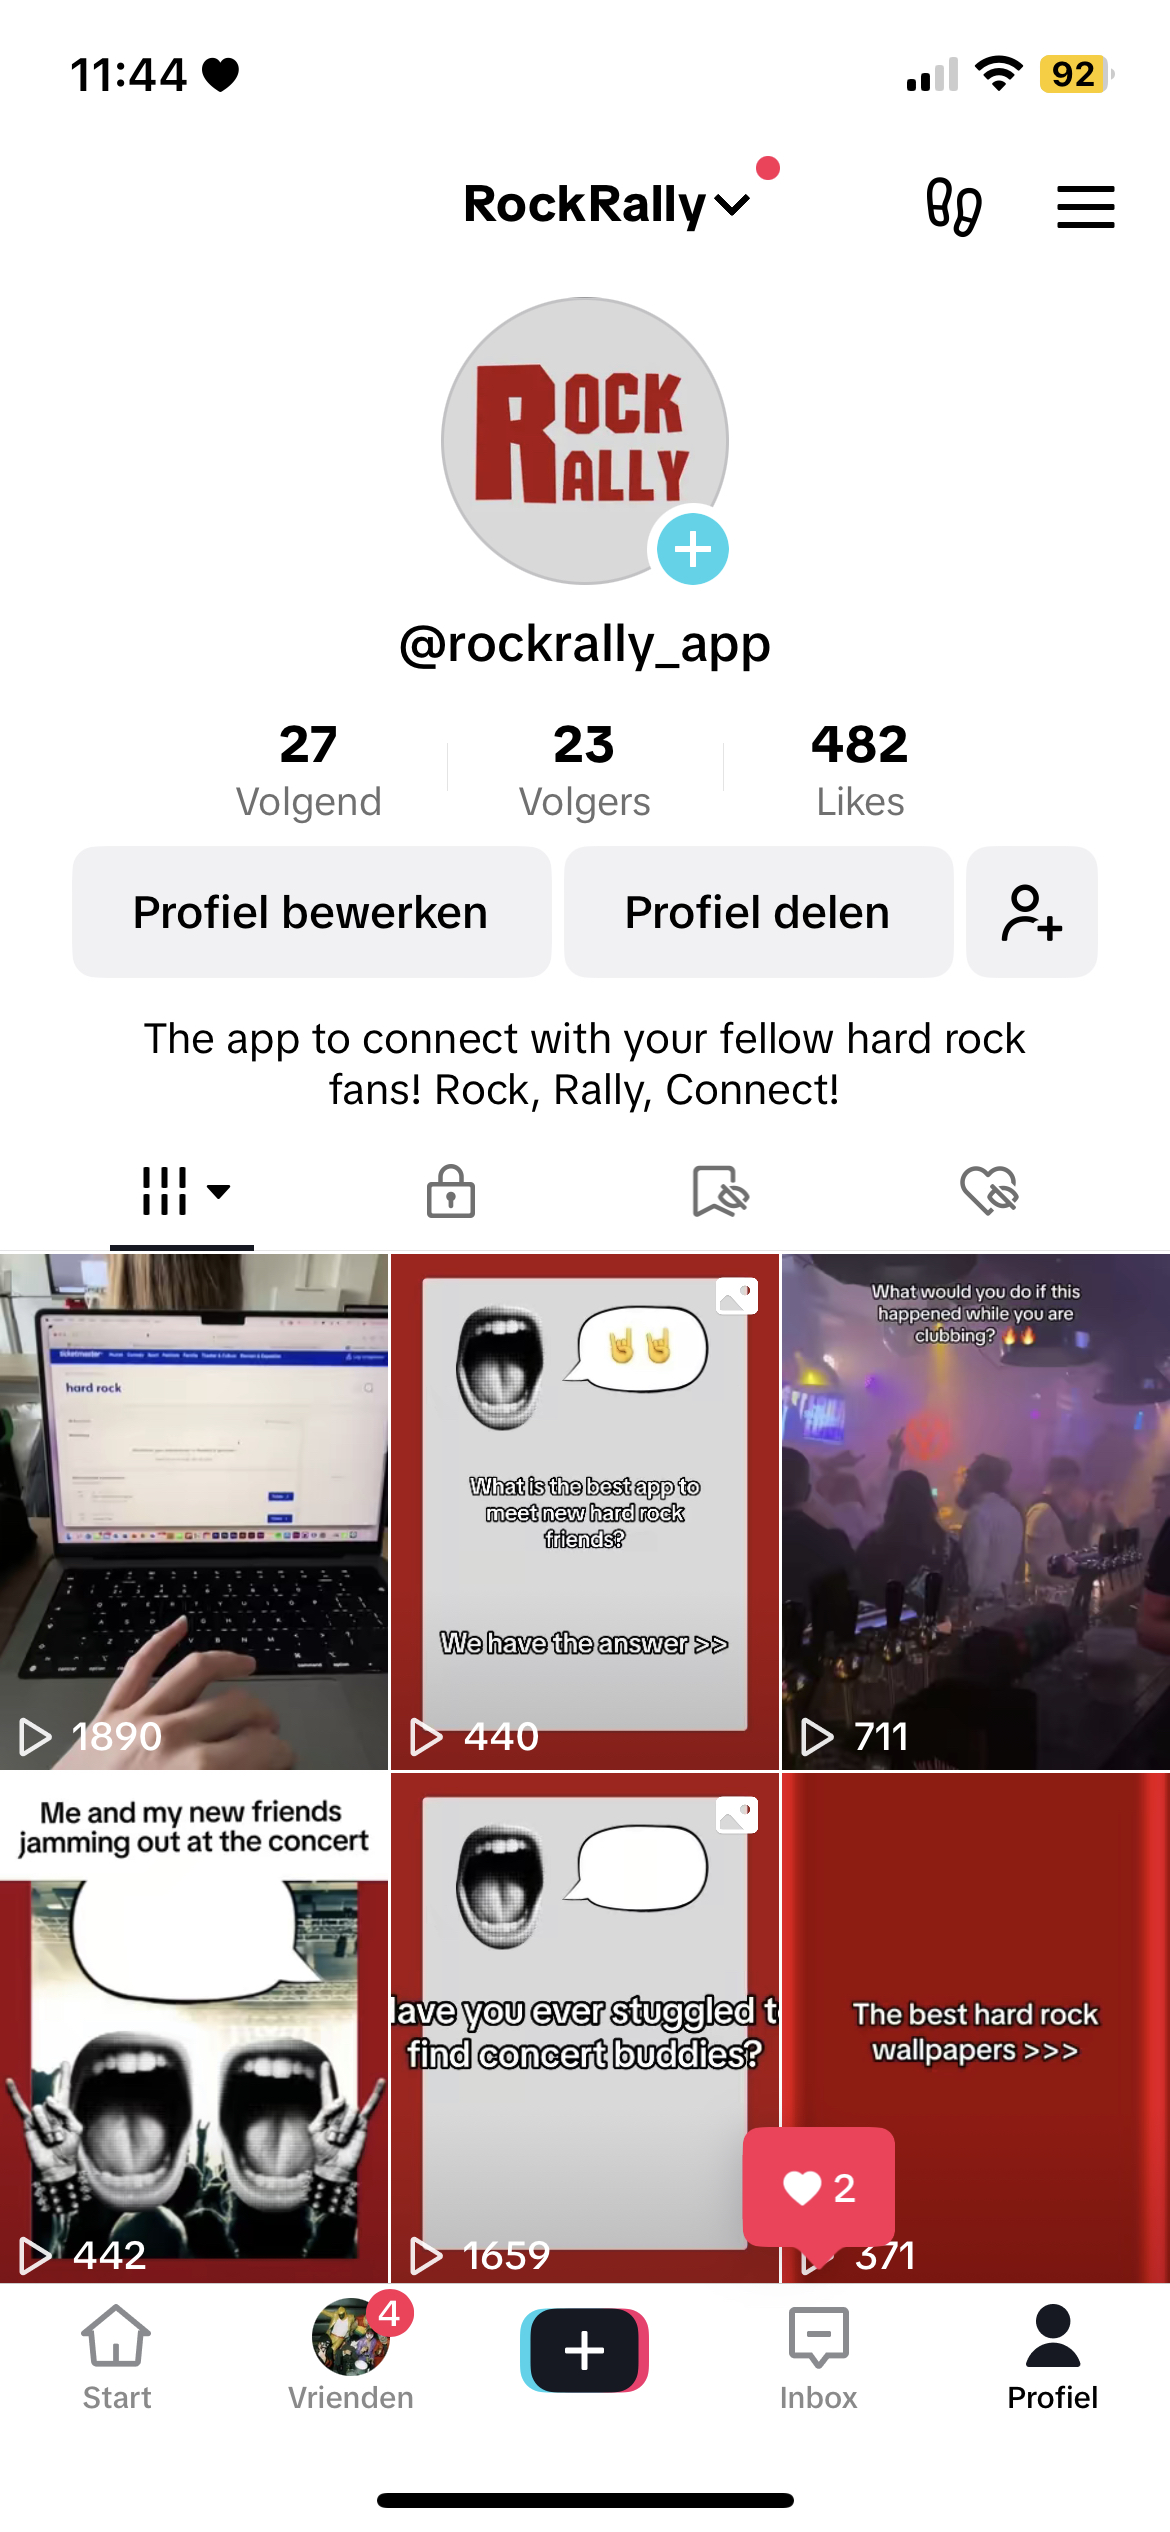 11:44
92
RockRally
ROCK
RALLY
@rockrally_app
27
23
482
Volgend
Volgers
Likes
Profiel bewerken
Profiel delen
The app to connect with your fellow hard rock
fans! Rock, Rally, Connect!
ticketmaster
hard rock
1890
What is the best app to
meet new hard rock
friends?
We have the answer >>
440
What would you do if this
happened while you are
clubbing? 🔥🔥
711
Me and my new friends
jamming out at the concert
442
ave you ever stuggled t
find concert buddies?
1659
The best hard rock
wallpapers >>>
2
371
4
Start
Vrienden
Inbox
Profiel